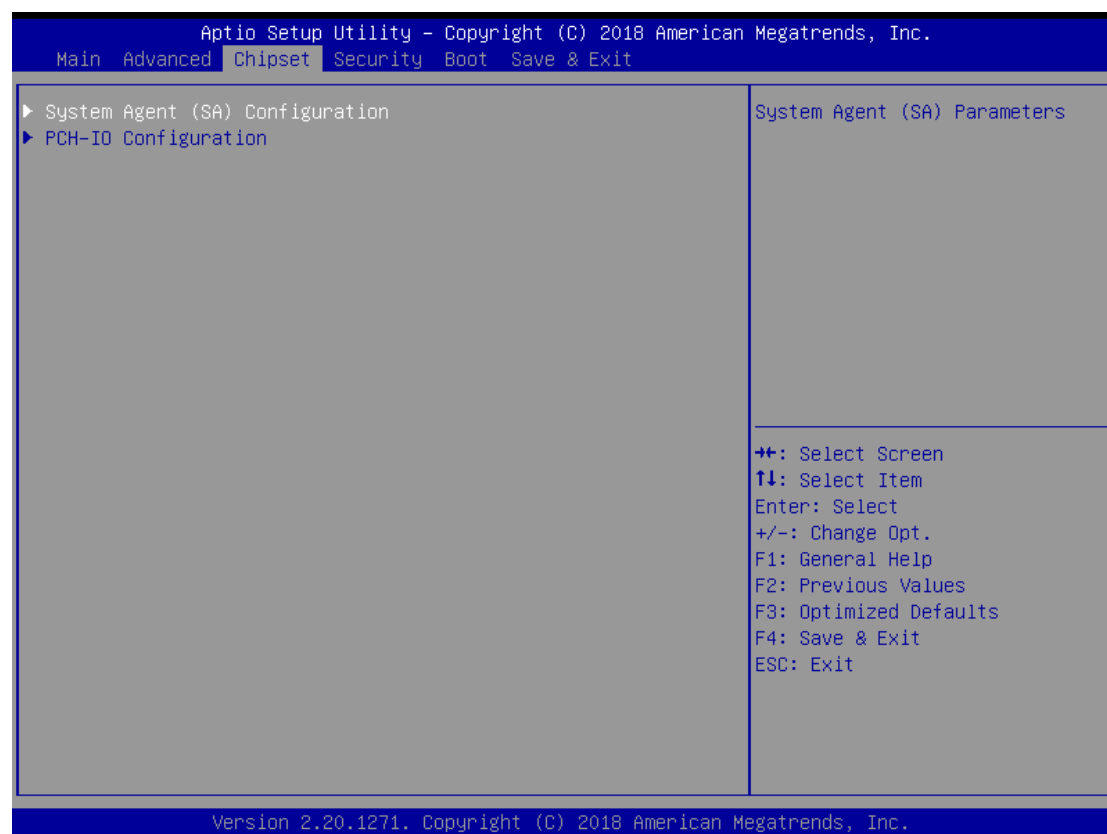 Aptio Setup Utility – Copyright (C) 2018 American Megatrends, Inc.
Main Advanced Chipset Security Boot Save & Exit
▶ System Agent (SA) Configuration
▶ PCH-IO Configuration
System Agent (SA) Parameters
→←: Select Screen
↑↓: Select Item
Enter: Select
+/-: Change Opt.
F1: General Help
F2: Previous Values
F3: Optimized Defaults
F4: Save & Exit
ESC: Exit
Version 2.20.1271. Copyright (C) 2018 American Megatrends, Inc.